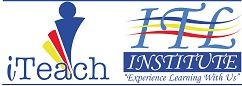 iTeach
ITL
INSTITUTE
"Experience Learning With Us"